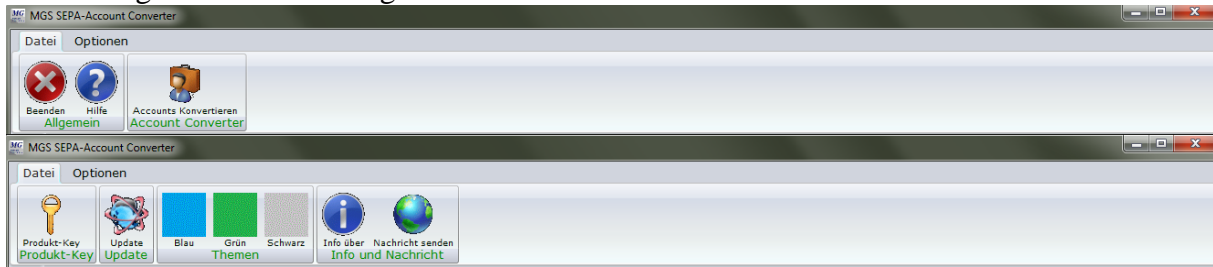 MGS SEPA-Account Converter
Datei Optionen
Beenden Hilfe Accounts Konvertieren
Allgemein Account Converter
MGS SEPA-Account Converter
Datei Optionen
Produkt-Key Update Blau Grün Schwarz Info über Nachricht senden
Produkt-Key Update Themen Info und Nachricht